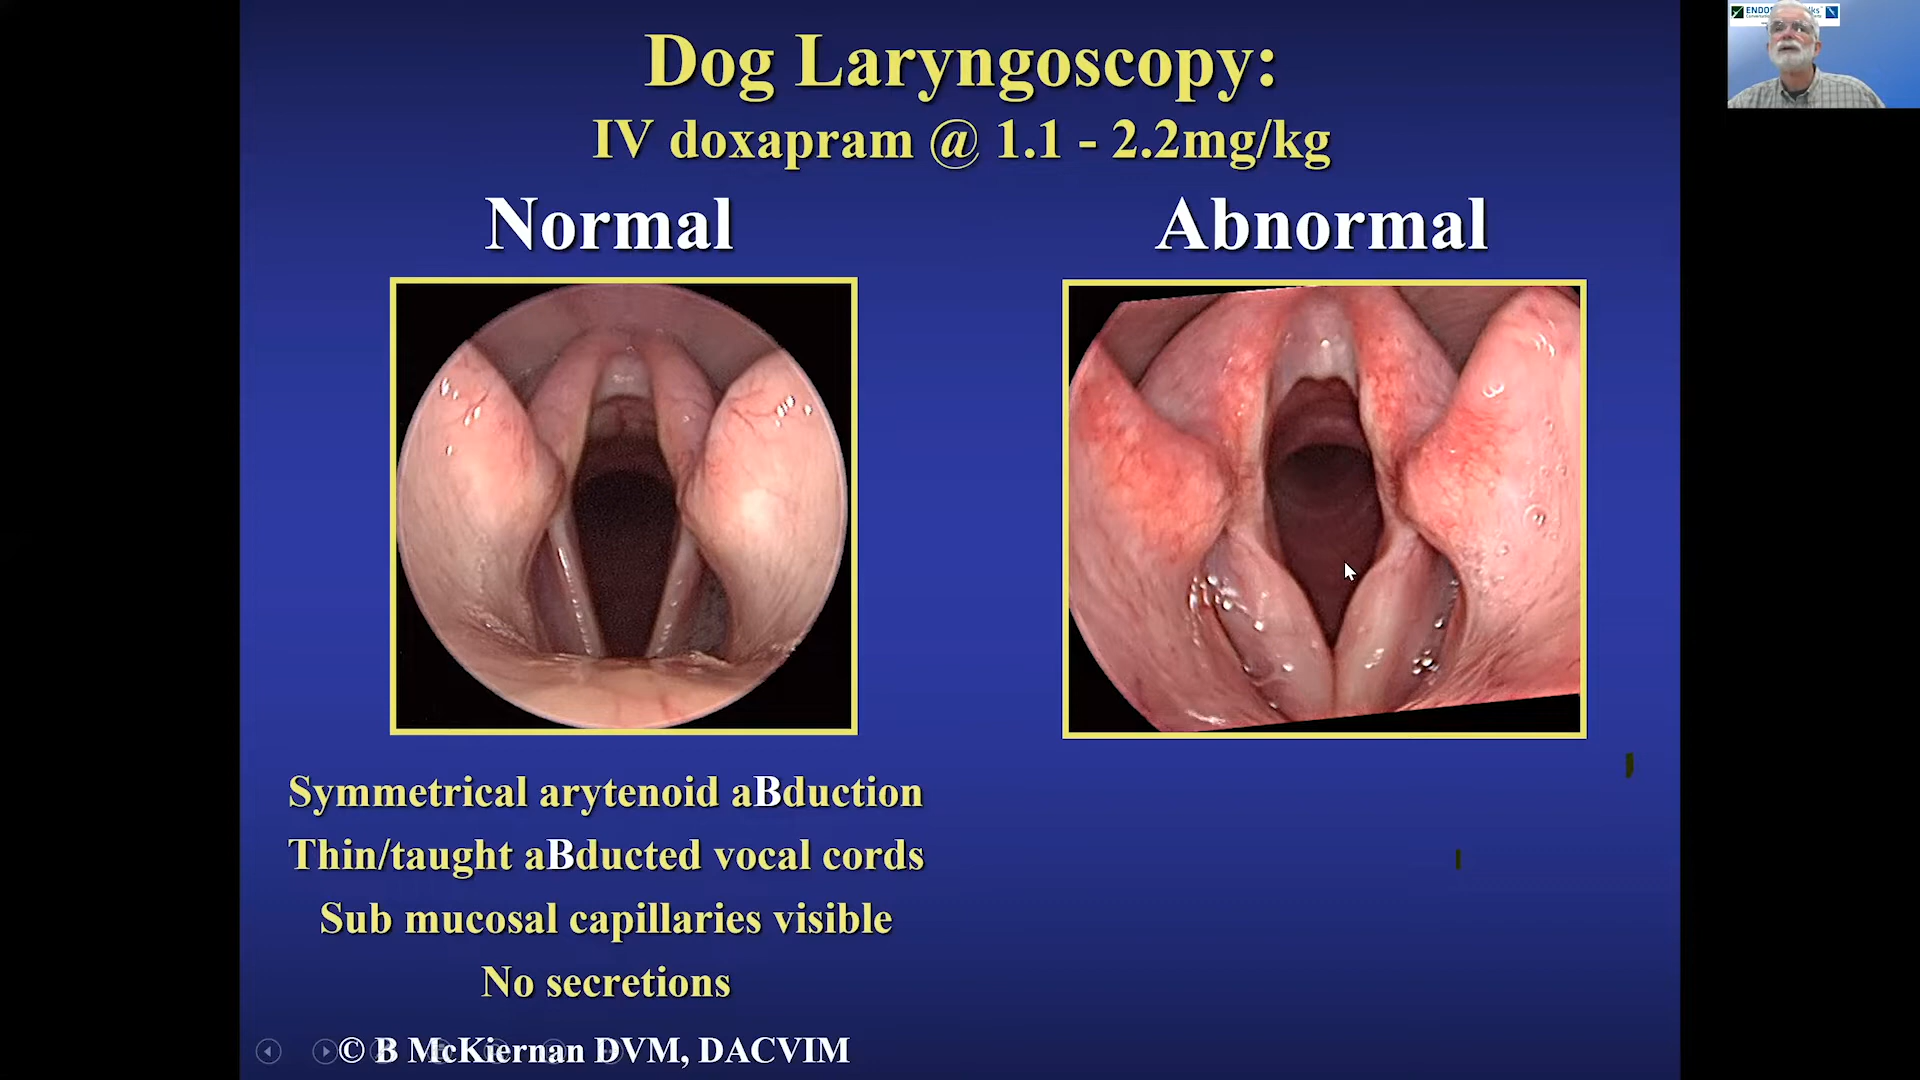 Dog Laryngoscopy:
IV doxapram @ 1.1 - 2.2mg/kg
Normal
Abnormal
Symmetrical arytenoid aBduction
Thin/taught aBducted vocal cords
Sub mucosal capillaries visible
No secretions
© B McKiernan DVM, DACVIM